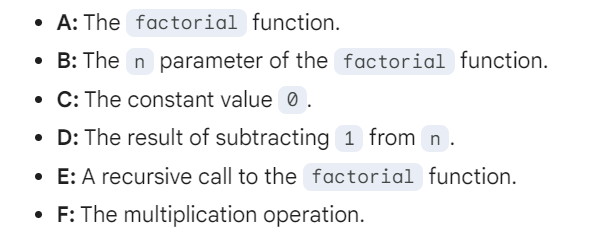 • A: The factorial function.
• B: The n parameter of the factorial function.
• C: The constant value 0.
• D: The result of subtracting 1 from n.
• E: A recursive call to the factorial function.
• F: The multiplication operation.